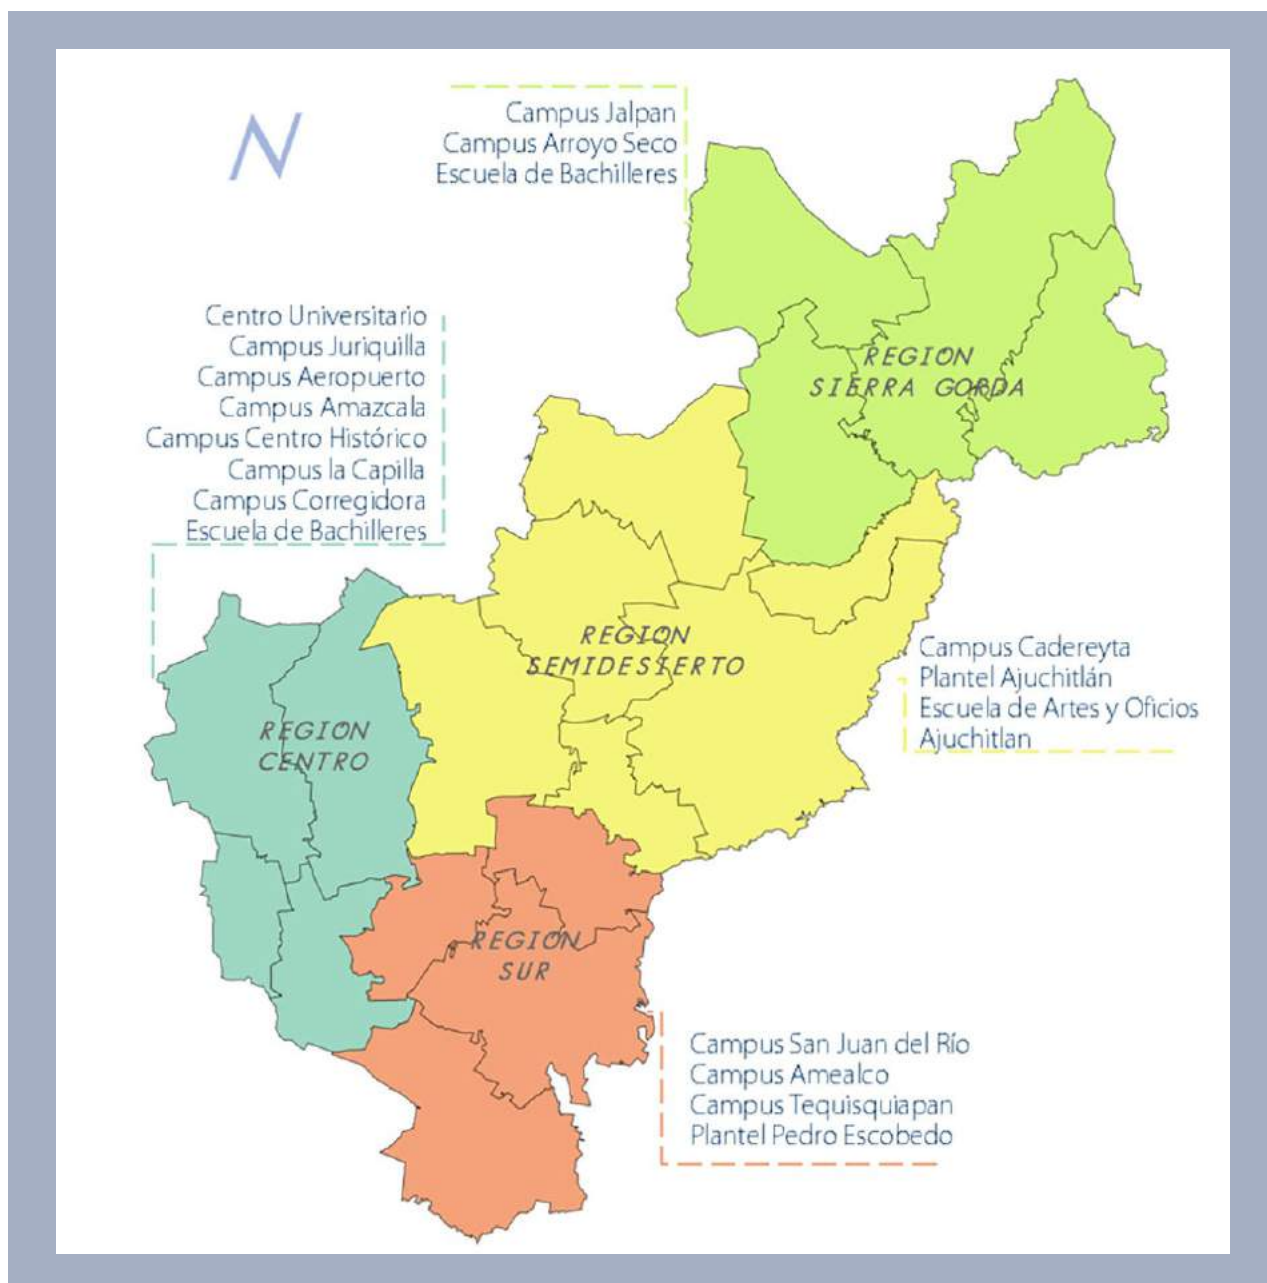 N
Campus Jalpan
Campus Arroyo Seco
Escuela de Bachilleres
REGION
SIERRA GORDA
Centro Universitario
Campus Juriquilla
Campus Aeropuerto
Campus Amazcala
Campus Centro Histórico
Campus la Capilla
Campus Corregidora
Escuela de Bachilleres
REGION
SEMIDESIERTO
Campus Cadereyta
Plantel Ajuchitlán
Escuela de Artes y Oficios
Ajuchitlan
REGION
CENTRO
REGION
SUR
Campus San Juan del Río
Campus Amealco
Campus Tequisquiapan
Plantel Pedro Escobedo